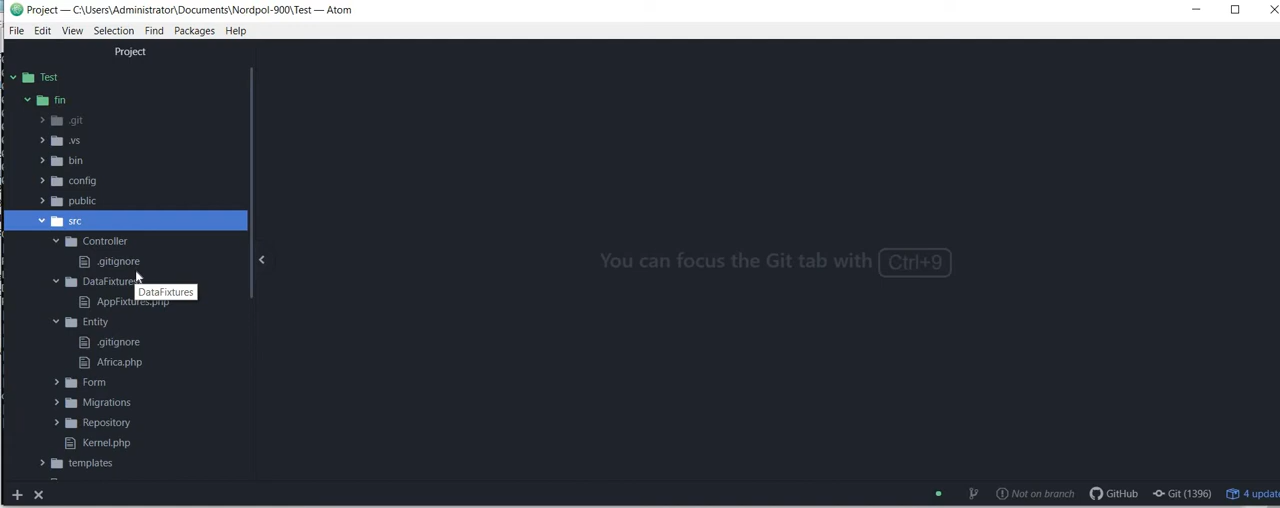 Project — C:\Users\Administrator\Documents\Nordpol-900\Test — Atom
File Edit View Selection Find Packages Help
Project
Test
fin
.git
.vs
bin
config
public
src
Controller
.gitignore
DataFixtures
DataFixtures
AppFixtures.php
Entity
.gitignore
Africa.php
Form
Migrations
Repository
Kernel.php
templates
You can focus the Git tab with Ctrl+9
Not on branch GitHub Git (1396) 4 update